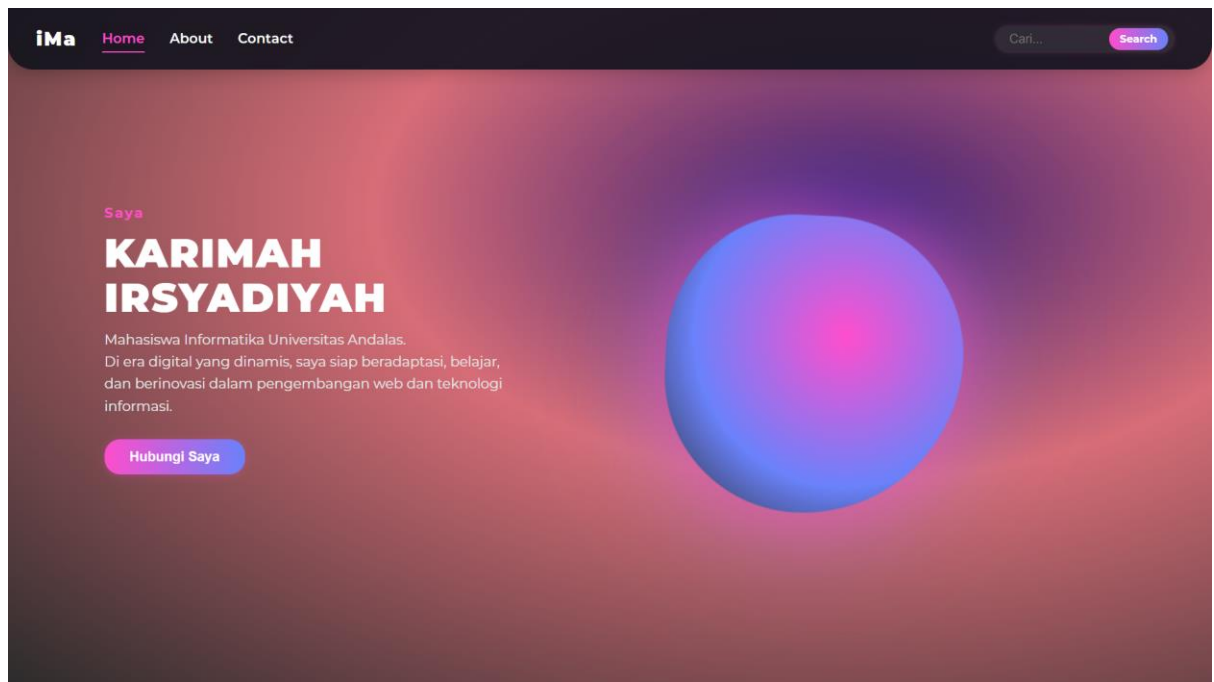 iMa Home About Contact Cari... Search
Saya
KARIMAH
IRSYADIYAH
Mahasiswa Informatika Universitas Andalas.
Di era digital yang dinamis, saya siap beradaptasi, belajar,
dan berinovasi dalam pengembangan web dan teknologi
informasi.
Hubungi Saya